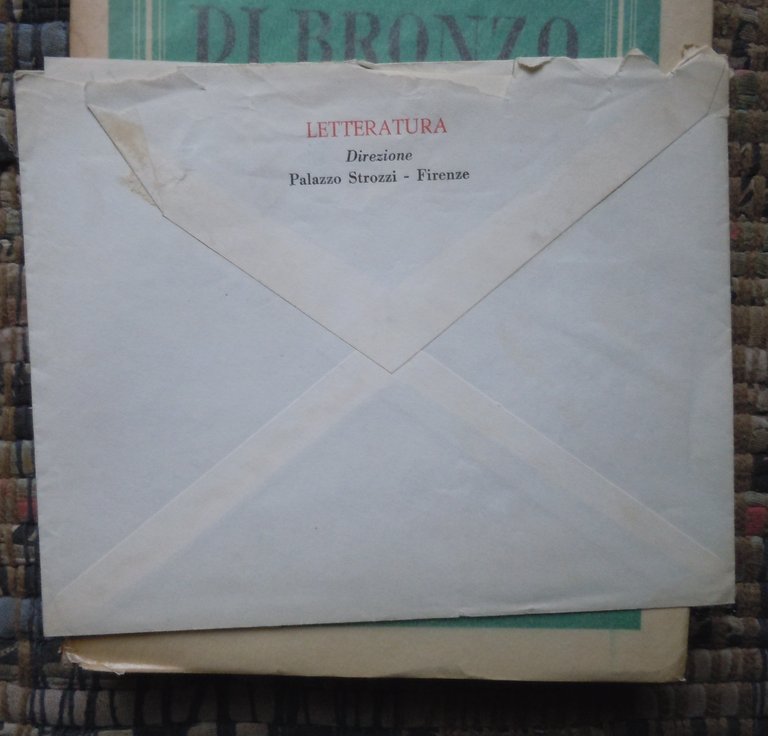 DI BRONZO
LETTERATURA
Direzione
Palazzo Strozzi - Firenze